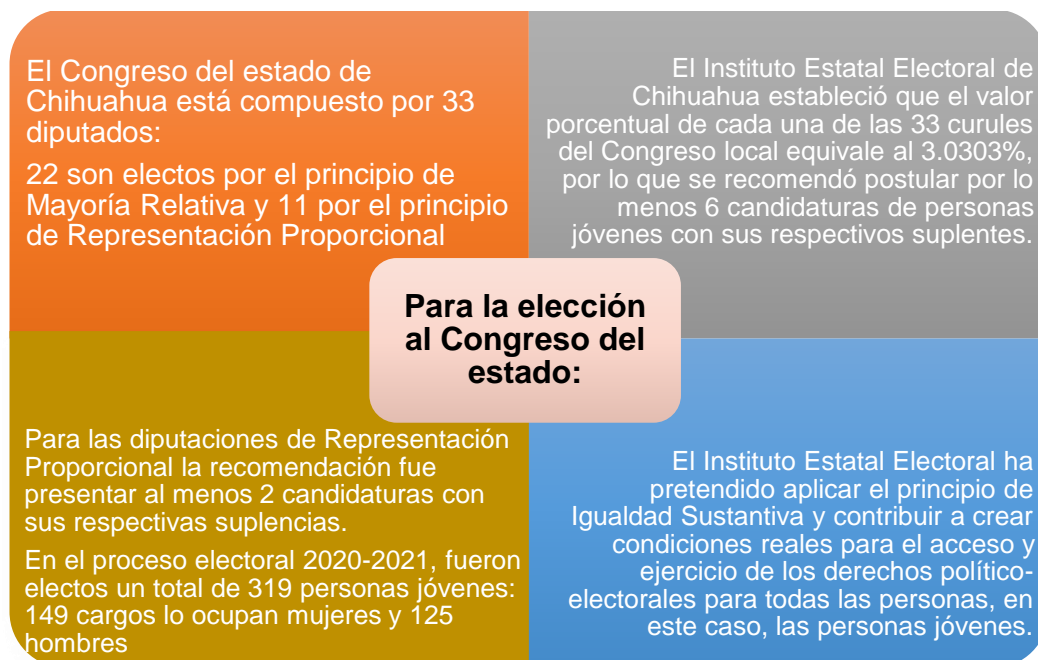 El Congreso del estado de
Chihuahua está compuesto por 33
diputados:
22 son electos por el principio de
Mayoría Relativa y 11 por el principio
de Representación Proporcional
El Instituto Estatal Electoral de
Chihuahua estableció que el valor
porcentual de cada una de las 33 curules
del Congreso local equivale al 3.0303%,
por lo que se recomendó postular por lo
menos 6 candidaturas de personas
jóvenes con sus respectivos suplentes.
Para la elección
al Congreso del
estado:
Para las diputaciones de Representación
Proporcional la recomendación fue
presentar al menos 2 candidaturas con
sus respectivas suplencias.
En el proceso electoral 2020-2021, fueron
electos un total de 319 personas jóvenes:
149 cargos lo ocupan mujeres y 125
hombres
El Instituto Estatal Electoral ha
pretendido aplicar el principio de
Igualdad Sustantiva y contribuir a crear
condiciones reales para el acceso y
ejercicio de los derechos político-
electorales para todas las personas, en
este caso, las personas jóvenes.